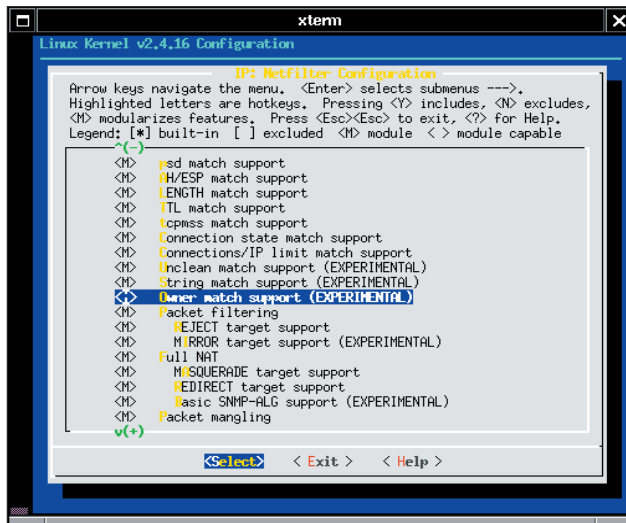 xterm
Linux Kernel v2.4.16 Configuration
IP: Netfilter Configuration
Arrow keys navigate the menu. <Enter> selects submenus --->.
Highlighted letters are hotkeys. Pressing <Y> includes, <N> excludes,
<M> modularizes features. Press <Esc><Esc> to exit, <?> for Help.
Legend: [*] built-in [ ] excluded <M> module < > module capable
^(-)
<M> psd match support
<M> AH/ESP match support
<M> LENGTH match support
<M> TTL match support
<M> tcpmss match support
<M> Connection state match support
<M> Connections/IP limit match support
<M> Unclean match support (EXPERIMENTAL)
<M> String match support (EXPERIMENTAL)
<M> Owner match support (EXPERIMENTAL)
<M> Packet filtering
<M> REJECT target support
<M> MIRROR target support (EXPERIMENTAL)
<M> Full NAT
<M> MASQUERADE target support
<M> REDIRECT target support
<M> Basic SNMP-ALG support (EXPERIMENTAL)
<M> Packet mangling
v(+)
<Select> < Exit > < Help >